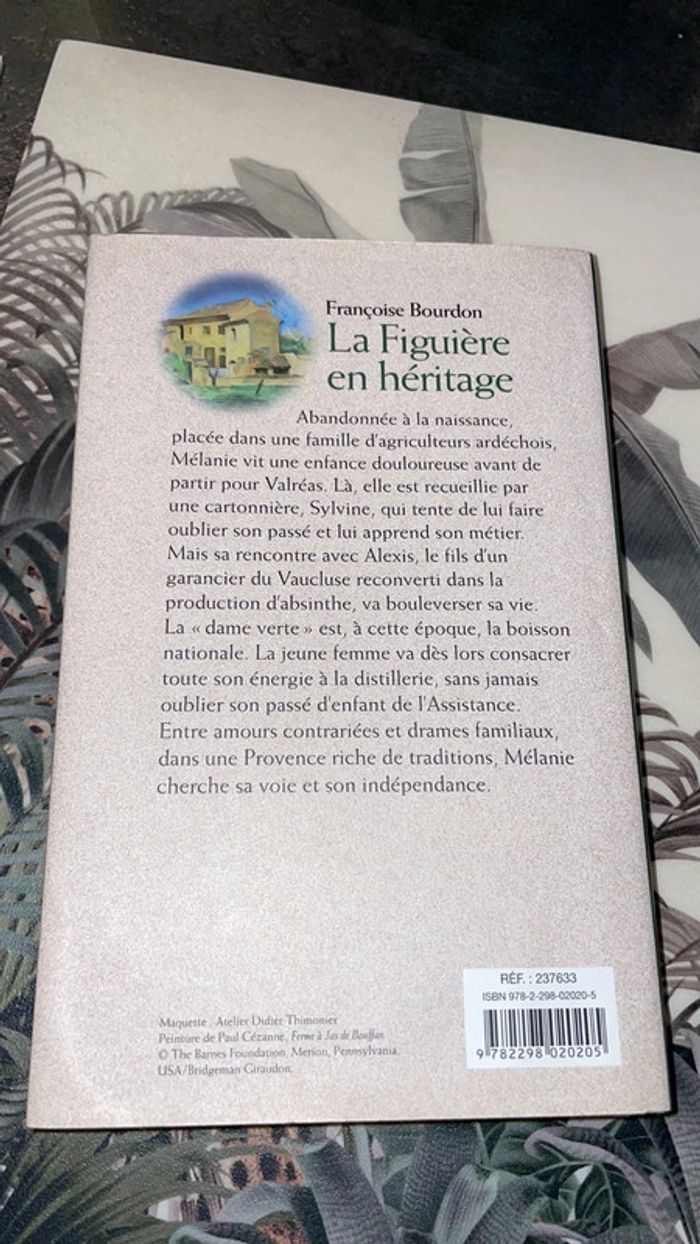 Françoise Bourdon
La Figuière
en héritage
Abandonnée à la naissance,
placée dans une famille d'agriculteurs ardéchois,
Mélanie vit une enfance douloureuse avant de
partir pour Valréas. Là, elle est recueillie par
une cartonnière, Sylvine, qui tente de lui faire
oublier son passé et lui apprend son métier.
Mais sa rencontre avec Alexis, le fils d'un
garancier du Vaucluse reconverti dans la
production d'absinthe, va bouleverser sa vie.
La « dame verte » est, à cette époque, la boisson
nationale. La jeune femme va dès lors consacrer
toute son énergie à la distillerie, sans jamais
oublier son passé d'enfant de l'Assistance.
Entre amours contrariées et drames familiaux,
dans une Provence riche de traditions, Mélanie
cherche sa voie et son indépendance.
RÉF. : 237633
ISBN 978-2-298-02020-5
9 782298 020205
Maquette : Atelier Didier Thimonier
Peinture de Paul Cézanne, Ferme à Jas de Bouffan
© The Barnes Foundation, Merion, Pennsylvania,
USA/Bridgeman Giraudon.